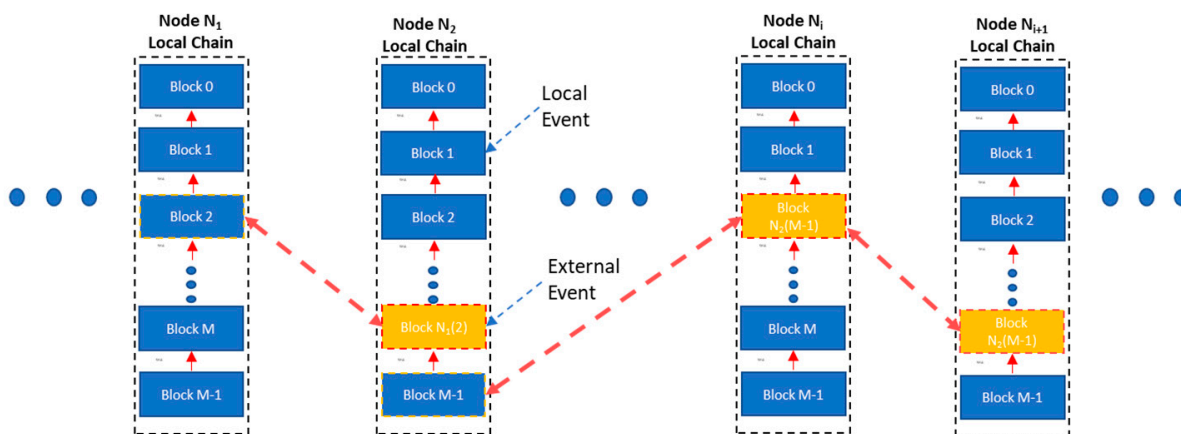 Node N₁
Local Chain
Block 0
Block 1
Block 2
Block M
Block M-1
Node N₂
Local Chain
Block 0
Block 1
Block 2
Block N₁(2)
Block M-1
Local
Event
External
Event
Node Nᵢ
Local Chain
Block 0
Block 1
Block
N₂(M-1)
Block M
Block M-1
Node Nᵢ₊₁
Local Chain
Block 0
Block 1
Block 2
Block
N₂(M-1)
Block M-1